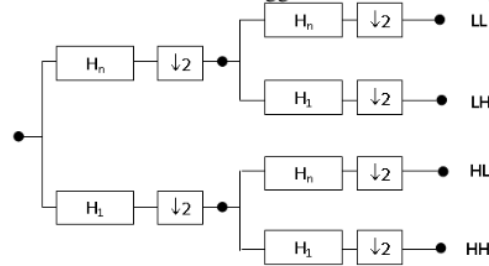 Hₙ ↓2 LL
Hₙ ↓2
H₁ ↓2 LH
Hₙ ↓2 HL
H₁ ↓2
H₁ ↓2 HH